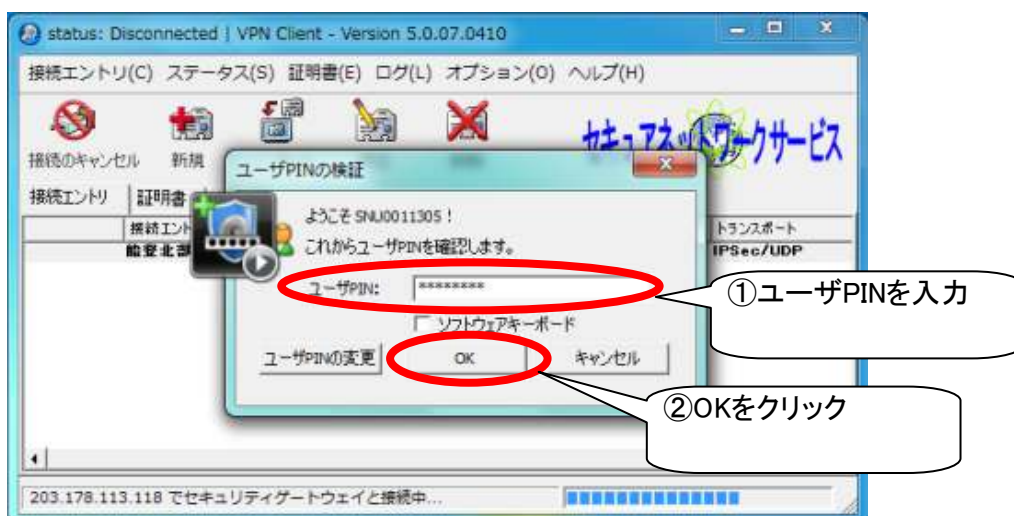 status: Disconnected | VPN Client - Version 5.0.07.0410
接続エントリ(C) ステータス(S) 証明書(E) ログ(L) オプション(O) ヘルプ(H)
接続のキャンセル 新規
セキュアネットワークサービス
ユーザPINの検証
接続エントリ 証明書
ようこそ SNU0011305 !
接続エント
トランスポート
これからユーザPINを確認します。
能登北部
IPSec/UDP
ユーザPIN: ********
①ユーザPINを入力
ソフトウェアキーボード
ユーザPINの変更 OK キャンセル
②OKをクリック
203.178.113.118 でセキュリティゲートウェイと接続中...